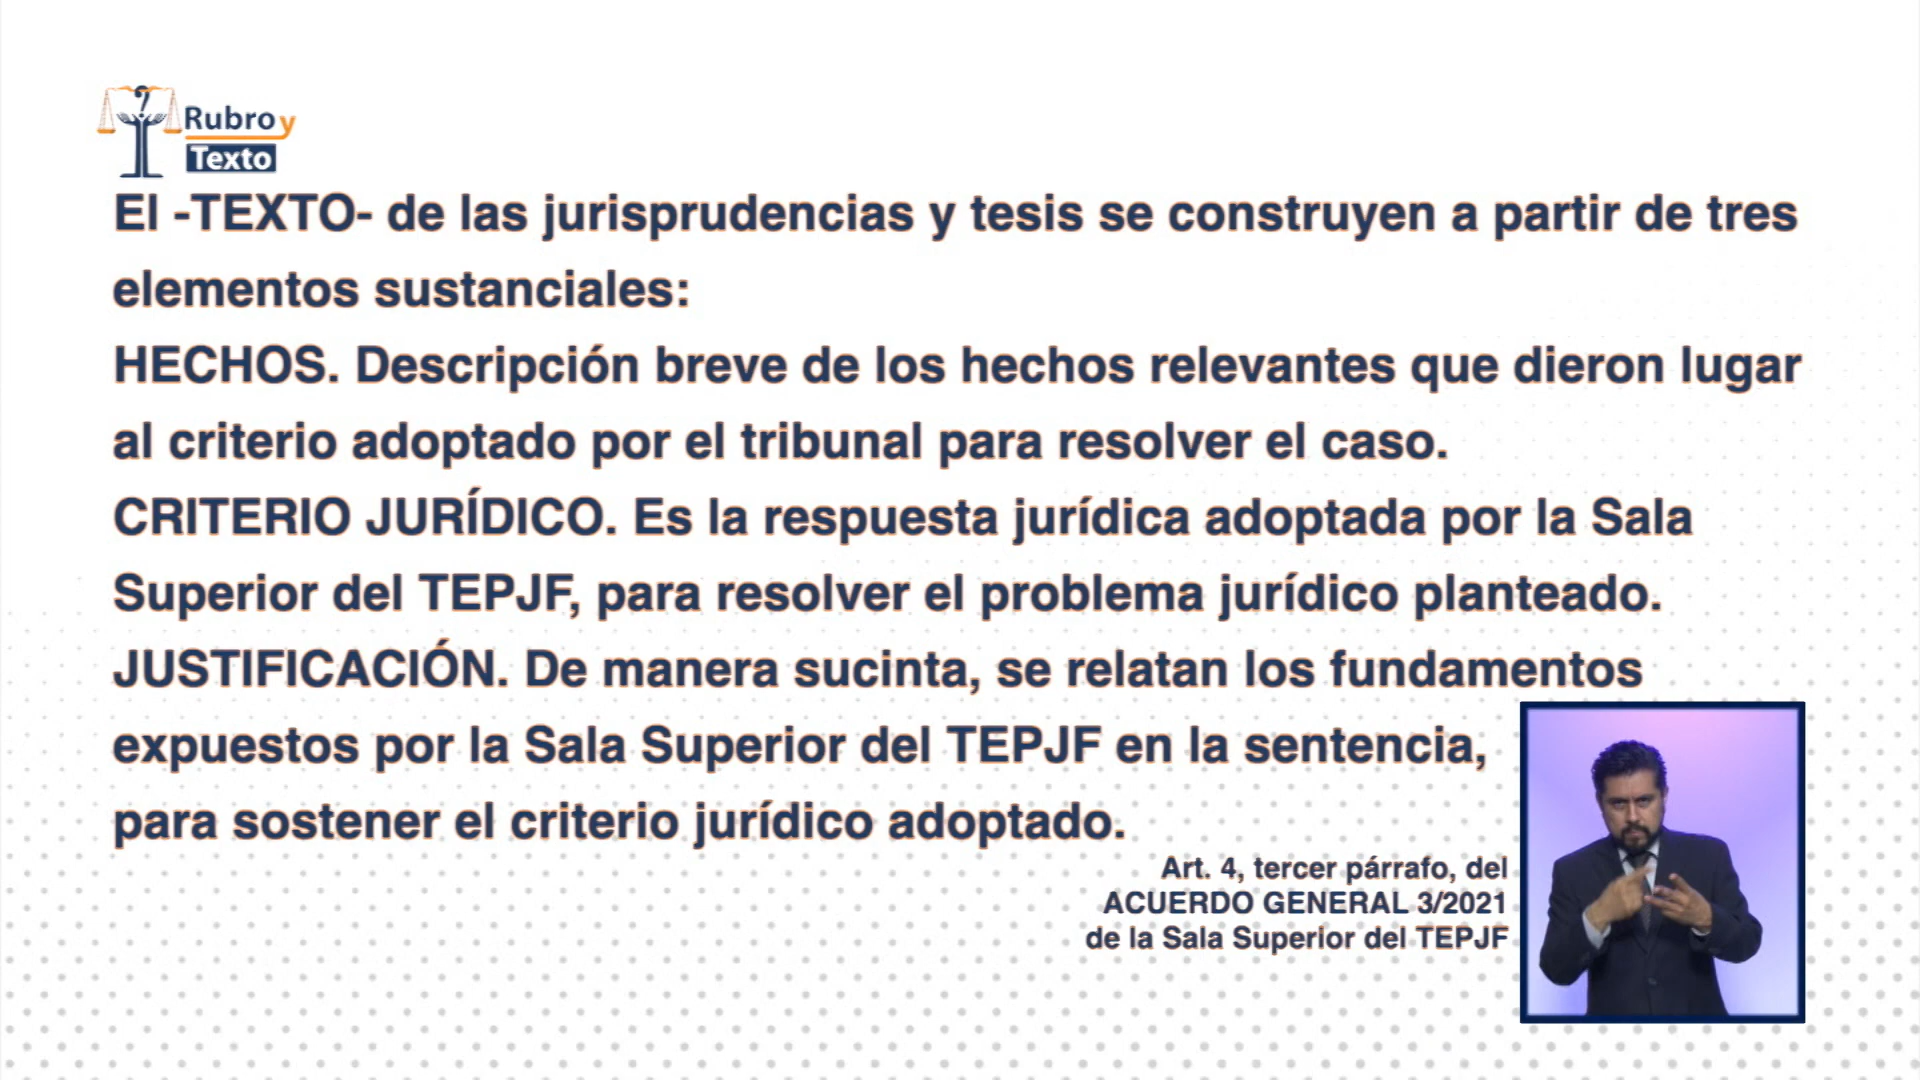 Rubro y
Texto
El -TEXTO- de las jurisprudencias y tesis se construyen a partir de tres
elementos sustanciales:
HECHOS. Descripción breve de los hechos relevantes que dieron lugar
al criterio adoptado por el tribunal para resolver el caso.
CRITERIO JURÍDICO. Es la respuesta jurídica adoptada por la Sala
Superior del TEPJF, para resolver el problema jurídico planteado.
JUSTIFICACIÓN. De manera sucinta, se relatan los fundamentos
expuestos por la Sala Superior del TEPJF en la sentencia,
para sostener el criterio jurídico adoptado.
Art. 4, tercer párrafo, del
ACUERDO GENERAL 3/2021
de la Sala Superior del TEPJF